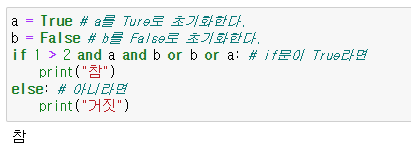 a = True # a를 Ture로 초기화한다.
b = False # b를 False로 초기화한다.
if 1 > 2 and a and b or b or a: # if문이 True라면
    print("참")
else: # 아니라면
    print("거짓")
참